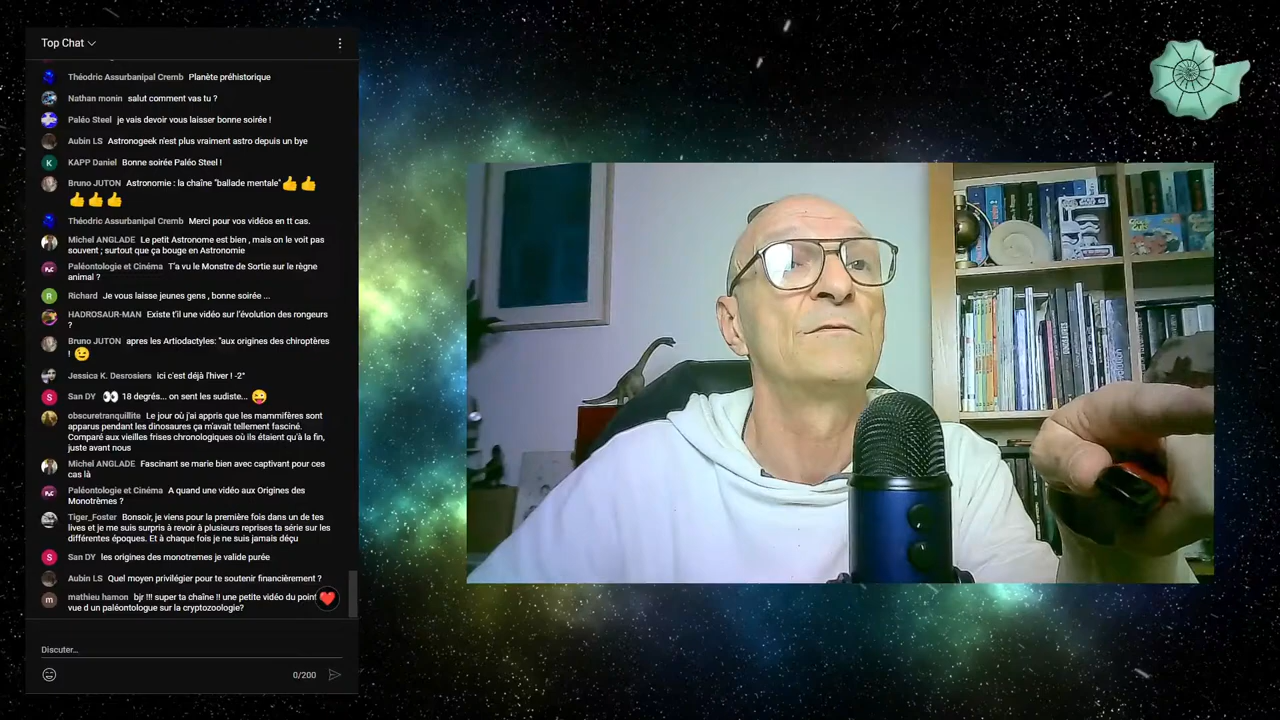 Top Chat
Théodric Assurbanipal Cremb Planète préhistorique
Nathan monin salut comment vas tu ?
Paléo Steel je vais devoir vous laisser bonne soirée !
Aubin LS Astronogeek n'est plus vraiment astro depuis un bye
K KAPP Daniel Bonne soirée Paléo Steel !
Bruno JUTON Astronomie : la chaîne "ballade mentale"👍👍
👍👍👍
Théodric Assurbanipal Cremb Merci pour vos vidéos en tt cas.
Michel ANGLADE Le petit Astronome est bien , mais on le voit pas
souvent ; surtout que ça bouge en Astronomie
Paléontologie et Cinéma T'a vu le Monstre de Sortie sur le règne
animal ?
R Richard Je vous laisse jeunes gens , bonne soirée ...
HADROSAUR-MAN Existe t'il une vidéo sur l'évolution des rongeurs
?
Bruno JUTON apres les Artiodactyles: "aux origines des chiroptères
! 😉
Jessica K. Desrosiers ici c'est déjà l'hiver ! -2°
S San DY 👀 18 degrés... on sent les sudiste... 😜
obscuretranquillite Le jour où j'ai appris que les mammifères sont
apparus pendant les dinosaures ça m'avait tellement fasciné.
Comparé aux vieilles frises chronologiques où ils étaient qu'à la fin,
juste avant nous
Michel ANGLADE Fascinant se marie bien avec captivant pour ces
cas là
Paléontologie et Cinéma A quand une vidéo aux Origines des
Monotrèmes ?
Tiger_Foster Bonsoir, je viens pour la première fois dans un de tes
lives et je me suis surpris à revoir à plusieurs reprises ta série sur les
différentes époques. Et à chaque fois je ne suis jamais déçu
S San DY les origines des monotremes je valide purée
Aubin LS Quel moyen privilégier pour te soutenir financièrement ?
m mathieu hamon bjr !!! super ta chaîne !! une petite vidéo du poin
vue d un paléontologue sur la cryptozoologie?
Discuter...
0/200